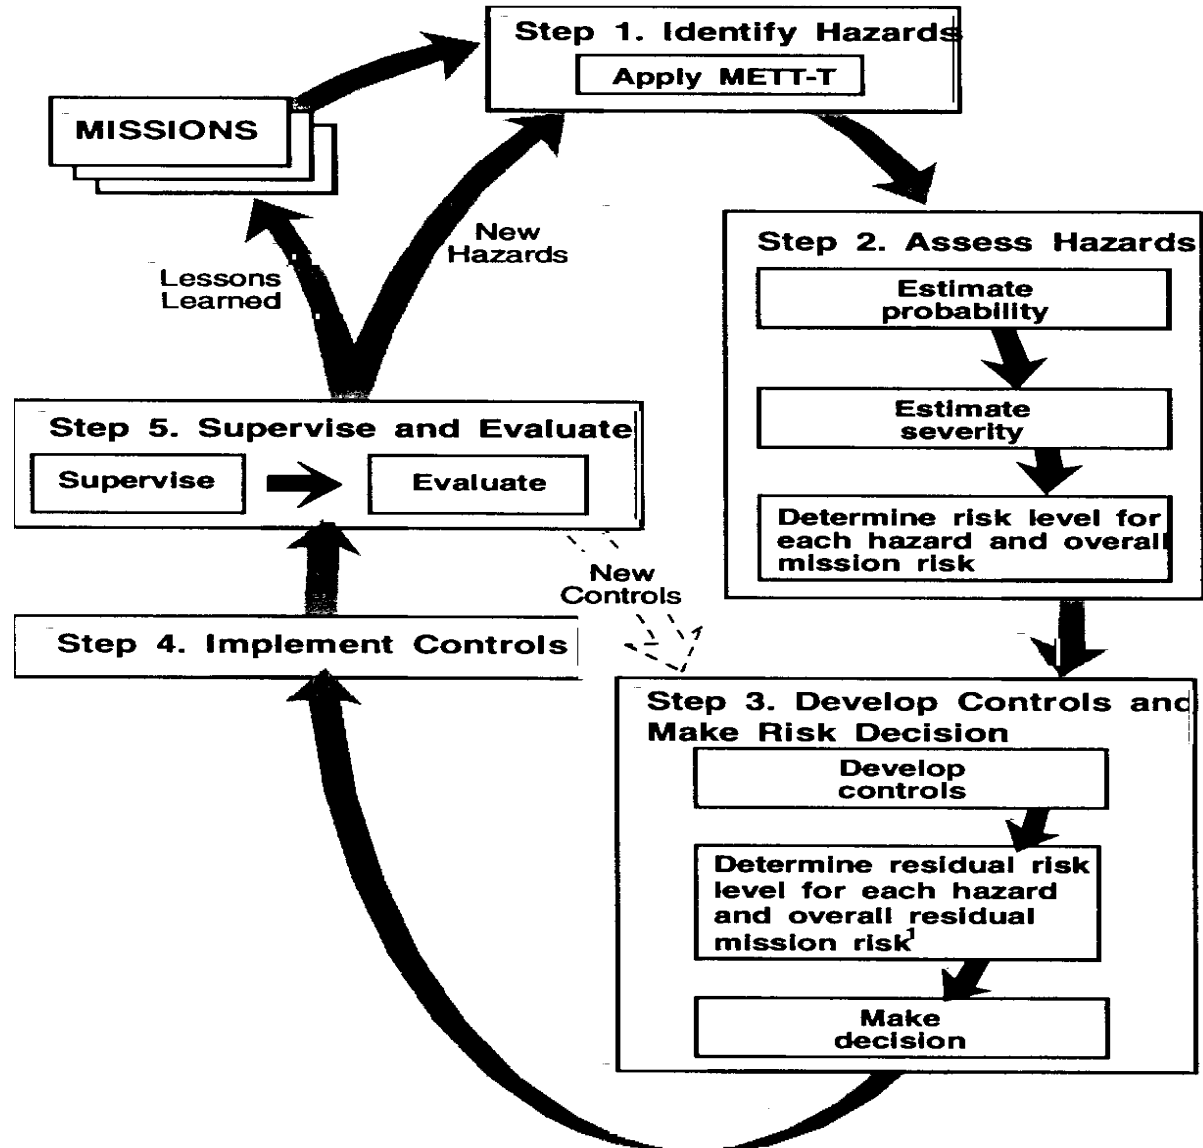 Step 1. Identify Hazards
Apply METT-T
MISSIONS
New
Hazards
Lessons
Learned
Step 2. Assess Hazards
Estimate
probability
Estimate
severity
Determine risk level for
each hazard and overall
mission risk
Step 5. Supervise and Evaluate
Supervise
Evaluate
New
Controls
Step 4. Implement Controls
Step 3. Develop Controls and
Make Risk Decision
Develop
controls
Determine residual risk
level for each hazard
and overall residual
mission risk¹
Make
decision